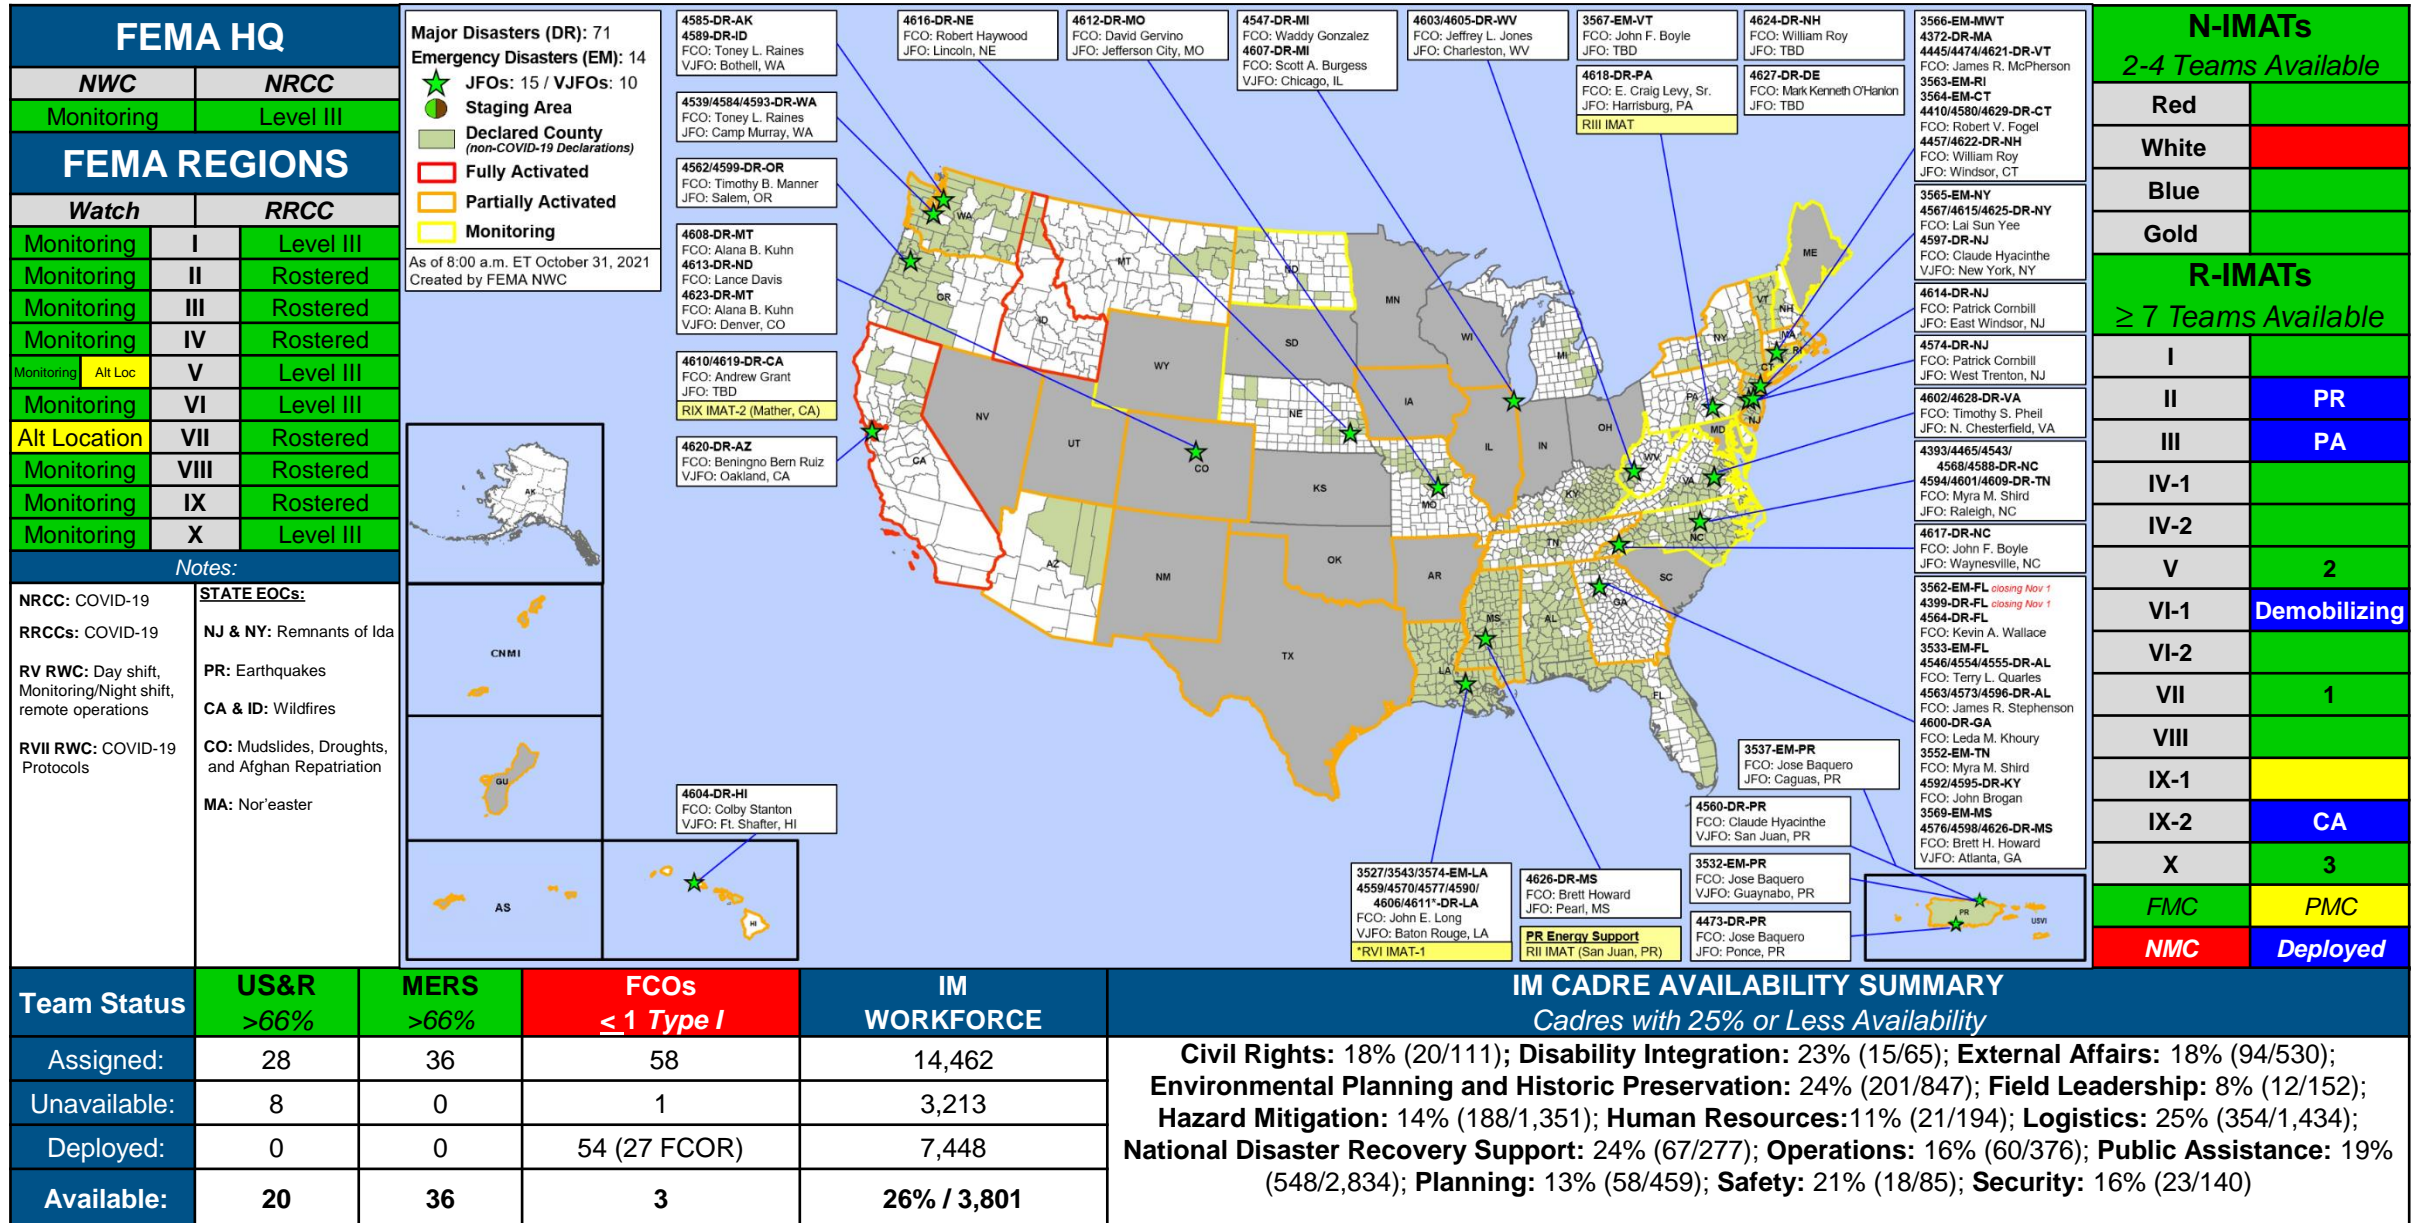 FEMA HQ
NWC NRCC
Monitoring Level III
FEMA REGIONS
Watch RRCC
Monitoring I Level III
Monitoring II Rostered
Monitoring III Rostered
Monitoring IV Rostered
Monitoring Alt Loc V Level III
Monitoring VI Level III
Alt Location VII Rostered
Monitoring VIII Rostered
Monitoring IX Rostered
Monitoring X Level III
Notes:
NRCC: COVID-19
RRCCs: COVID-19
RV RWC: Day shift,
Monitoring/Night shift,
remote operations
RVII RWC: COVID-19
Protocols
STATE EOCs:
NJ & NY: Remnants of Ida
PR: Earthquakes
CA & ID: Wildfires
CO: Mudslides, Droughts,
and Afghan Repatriation
MA: Nor'easter
Major Disasters (DR): 71
Emergency Disasters (EM): 14
JFOs: 15 / VJFOs: 10
Staging Area
Declared County
(non-COVID-19 Declarations)
Fully Activated
Partially Activated
Monitoring
As of 8:00 a.m. ET October 31, 2021
Created by FEMA NWC
4585-DR-AK
4589-DR-ID
FCO: Toney L. Raines
VJFO: Bothell, WA
4539/4584/4593-DR-WA
FCO: Toney L. Raines
JFO: Camp Murray, WA
4562/4599-DR-OR
FCO: Timothy B. Manner
JFO: Salem, OR
4608-DR-MT
FCO: Alana B. Kuhn
4613-DR-ND
FCO: Lance Davis
4623-DR-MT
FCO: Alana B. Kuhn
VJFO: Denver, CO
4610/4619-DR-CA
FCO: Andrew Grant
JFO: TBD
RIX IMAT-2 (Mather, CA)
4620-DR-AZ
FCO: Beningno Bern Ruiz
VJFO: Oakland, CA
4604-DR-HI
FCO: Colby Stanton
VJFO: Ft. Shafter, HI
4616-DR-NE
FCO: Robert Haywood
JFO: Lincoln, NE
4612-DR-MO
FCO: David Gervino
JFO: Jefferson City, MO
4547-DR-MI
FCO: Waddy Gonzalez
4607-DR-MI
FCO: Scott A. Burgess
VJFO: Chicago, IL
4603/4605-DR-WV
FCO: Jeffrey L. Jones
JFO: Charleston, WV
3567-EM-VT
FCO: John F. Boyle
JFO: TBD
4618-DR-PA
FCO: E. Craig Levy, Sr.
JFO: Harrisburg, PA
RIII IMAT
4624-DR-NH
FCO: William Roy
JFO: TBD
4627-DR-DE
FCO: Mark Kenneth O'Hanlon
JFO: TBD
3566-EM-MWT
4372-DR-MA
4445/4474/4621-DR-VT
FCO: James R. McPherson
3563-EM-RI
3564-EM-CT
4410/4580/4629-DR-CT
FCO: Robert V. Fogel
4457/4622-DR-NH
FCO: William Roy
JFO: Windsor, CT
3565-EM-NY
4567/4615/4625-DR-NY
FCO: Lai Sun Yee
4597-DR-NJ
FCO: Claude Hyacinthe
VJFO: New York, NY
4614-DR-NJ
FCO: Patrick Cornbill
JFO: East Windsor, NJ
4574-DR-NJ
FCO: Patrick Cornbill
JFO: West Trenton, NJ
4602/4628-DR-VA
FCO: Timothy S. Pheil
JFO: N. Chesterfield, VA
4393/4465/4543/
4568/4588-DR-NC
4594/4601/4609-DR-TN
FCO: Myra M. Shird
JFO: Raleigh, NC
4617-DR-NC
FCO: John F. Boyle
JFO: Waynesville, NC
3562-EM-FL closing Nov 1
4399-DR-FL closing Nov 1
4564-DR-FL
FCO: Kevin A. Wallace
3533-EM-FL
4546/4554/4555-DR-AL
FCO: Terry L. Quarles
4563/4573/4596-DR-AL
FCO: James R. Stephenson
4600-DR-GA
FCO: Leda M. Khoury
3552-EM-TN
FCO: Myra M. Shird
4592/4595-DR-KY
FCO: John Brogan
3569-EM-MS
4576/4598/4626-DR-MS
FCO: Brett H. Howard
VJFO: Atlanta, GA
3537-EM-PR
FCO: Jose Baquero
JFO: Caguas, PR
4560-DR-PR
FCO: Claude Hyacinthe
VJFO: San Juan, PR
3532-EM-PR
FCO: Jose Baquero
VJFO: Guaynabo, PR
4473-DR-PR
FCO: Jose Baquero
JFO: Ponce, PR
3527/3543/3574-EM-LA
4559/4570/4577/4590/
4606/4611*-DR-LA
FCO: John E. Long
VJFO: Baton Rouge, LA
*RVI IMAT-1
4626-DR-MS
FCO: Brett Howard
JFO: Pearl, MS
PR Energy Support
RII IMAT (San Juan, PR)
WA
OR
ID
MT
ND
MN
SD
WY
NE
IA
WI
MI
IL
IN
OH
PA
NY
VT
NH
ME
MA
RI
CT
NJ
MD
WV
VA
KY
NC
TN
SC
GA
AL
MS
LA
FL
AR
MO
KS
OK
TX
NM
CO
UT
NV
AZ
CA
AK
CNMI
GU
AS
HI
PR
USVI
N-IMATs
2-4 Teams Available
Red
White
Blue
Gold
R-IMATs
≥ 7 Teams Available
I
II PR
III PA
IV-1
IV-2
V 2
VI-1 Demobilizing
VI-2
VII 1
VIII
IX-1
IX-2 CA
X 3
FMC PMC
NMC Deployed
Team Status US&R >66% MERS >66% FCOs < 1 Type I IM WORKFORCE
Assigned: 28 36 58 14,462
Unavailable: 8 0 1 3,213
Deployed: 0 0 54 (27 FCOR) 7,448
Available: 20 36 3 26% / 3,801
IM CADRE AVAILABILITY SUMMARY
Cadres with 25% or Less Availability
Civil Rights: 18% (20/111); Disability Integration: 23% (15/65); External Affairs: 18% (94/530);
Environmental Planning and Historic Preservation: 24% (201/847); Field Leadership: 8% (12/152);
Hazard Mitigation: 14% (188/1,351); Human Resources:11% (21/194); Logistics: 25% (354/1,434);
National Disaster Recovery Support: 24% (67/277); Operations: 16% (60/376); Public Assistance: 19%
(548/2,834); Planning: 13% (58/459); Safety: 21% (18/85); Security: 16% (23/140)